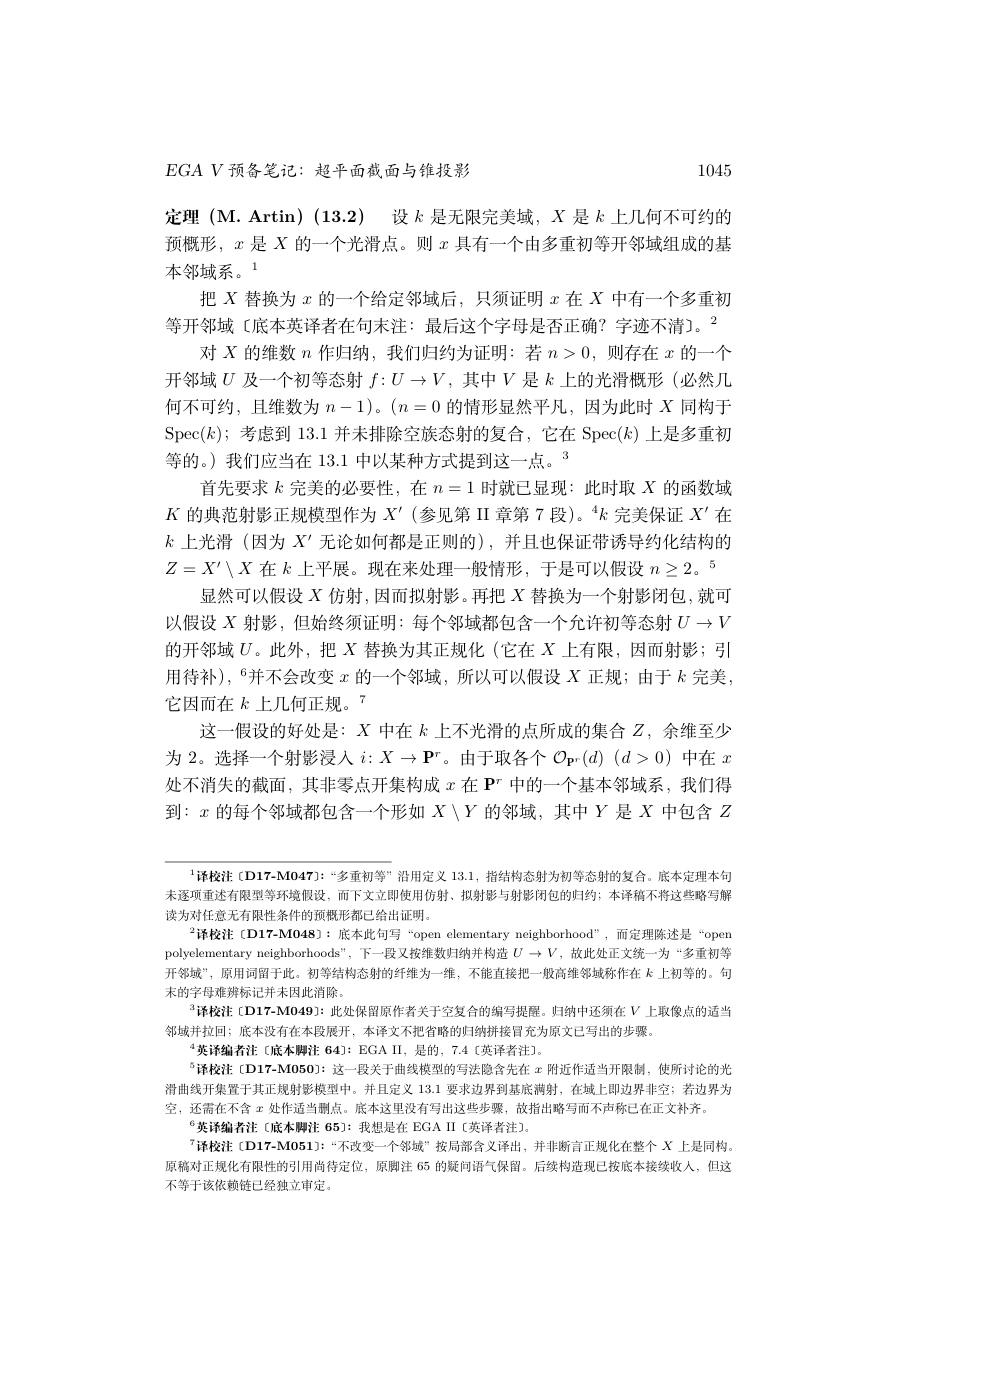 EGA V 预备笔记：超平面截面与锥投影 1045
定理（M. Artin）（13.2） 设 k 是无限完美域，X 是 k 上几何不可约的
预概形，x 是 X 的一个光滑点。则 x 具有一个由多重初等开邻域组成的基
本邻域系。¹
把 X 替换为 x 的一个给定邻域后，只须证明 x 在 X 中有一个多重初
等开邻域〔底本英译者在句末注：最后这个字母是否正确？字迹不清〕。²
对 X 的维数 n 作归纳，我们归约为证明：若 n > 0，则存在 x 的一个
开邻域 U 及一个初等态射 f : U → V，其中 V 是 k 上的光滑概形（必然几
何不可约，且维数为 n − 1）。（n = 0 的情形显然平凡，因为此时 X 同构于
Spec(k)；考虑到 13.1 并未排除空族态射的复合，它在 Spec(k) 上是多重初
等的。）我们应当在 13.1 中以某种方式提到这一点。³
首先要求 k 完美的必要性，在 n = 1 时就已显现：此时取 X 的函数域
K 的典范射影正规模型作为 X′（参见第 II 章第 7 段）。⁴k 完美保证 X′ 在
k 上光滑（因为 X′ 无论如何都是正则的），并且也保证带诱导约化结构的
Z = X′ \ X 在 k 上平展。现在来处理一般情形，于是可以假设 n ≥ 2。⁵
显然可以假设 X 仿射，因而拟射影。再把 X 替换为一个射影闭包，就可
以假设 X 射影，但始终须证明：每个邻域都包含一个允许初等态射 U → V
的开邻域 U。此外，把 X 替换为其正规化（它在 X 上有限，因而射影；引
用待补），⁶并不会改变 x 的一个邻域，所以可以假设 X 正规；由于 k 完美，
它因而在 k 上几何正规。⁷
这一假设的好处是：X 中在 k 上不光滑的点所成的集合 Z，余维至少
为 2。选择一个射影浸入 i : X → Pʳ。由于取各个 𝒪_{Pʳ}(d)（d > 0）中在 x
处不消失的截面，其非零点开集构成 x 在 Pʳ 中的一个基本邻域系，我们得
到：x 的每个邻域都包含一个形如 X \ Y 的邻域，其中 Y 是 X 中包含 Z
¹译校注〔D17-M047〕：“多重初等” 沿用定义 13.1，指结构态射为初等态射的复合。底本定理本句
未逐项重述有限型等环境假设，而下文立即使用仿射、拟射影与射影闭包的归约；本译稿不将这些略写解
读为对任意无有限性条件的预概形都已给出证明。
²译校注〔D17-M048〕：底本此句写 “open elementary neighborhood”，而定理陈述是 “open
polyelementary neighborhoods”，下一段又按维数归纳并构造 U → V，故此处正文统一为 “多重初等
开邻域”，原用词留于此。初等结构态射的纤维为一维，不能直接把一般高维邻域称作在 k 上初等的。句
末的字母难辨标记并未因此消除。
³译校注〔D17-M049〕：此处保留原作者关于空复合的编写提醒。归纳中还须在 V 上取像点的适当
邻域并拉回；底本没有在本段展开，本译文不把省略的归纳拼接冒充为原文已写出的步骤。
⁴英译编者注〔底本脚注 64〕：EGA II，是的，7.4〔英译者注〕。
⁵译校注〔D17-M050〕：这一段关于曲线模型的写法隐含先在 x 附近作适当开限制，使所讨论的光
滑曲线开集置于其正规射影模型中。并且定义 13.1 要求边界到基底满射，在域上即边界非空；若边界为
空，还需在不含 x 处作适当删点。底本这里没有写出这些步骤，故指出略写而不声称已在正文补齐。
⁶英译编者注〔底本脚注 65〕：我想是在 EGA II〔英译者注〕。
⁷译校注〔D17-M051〕：“不改变一个邻域” 按局部含义译出，并非断言正规化在整个 X 上是同构。
原稿对正规化有限性的引用尚待定位，原脚注 65 的疑问语气保留。后续构造现已按底本接续收入，但这
不等于该依赖链已经独立审定。